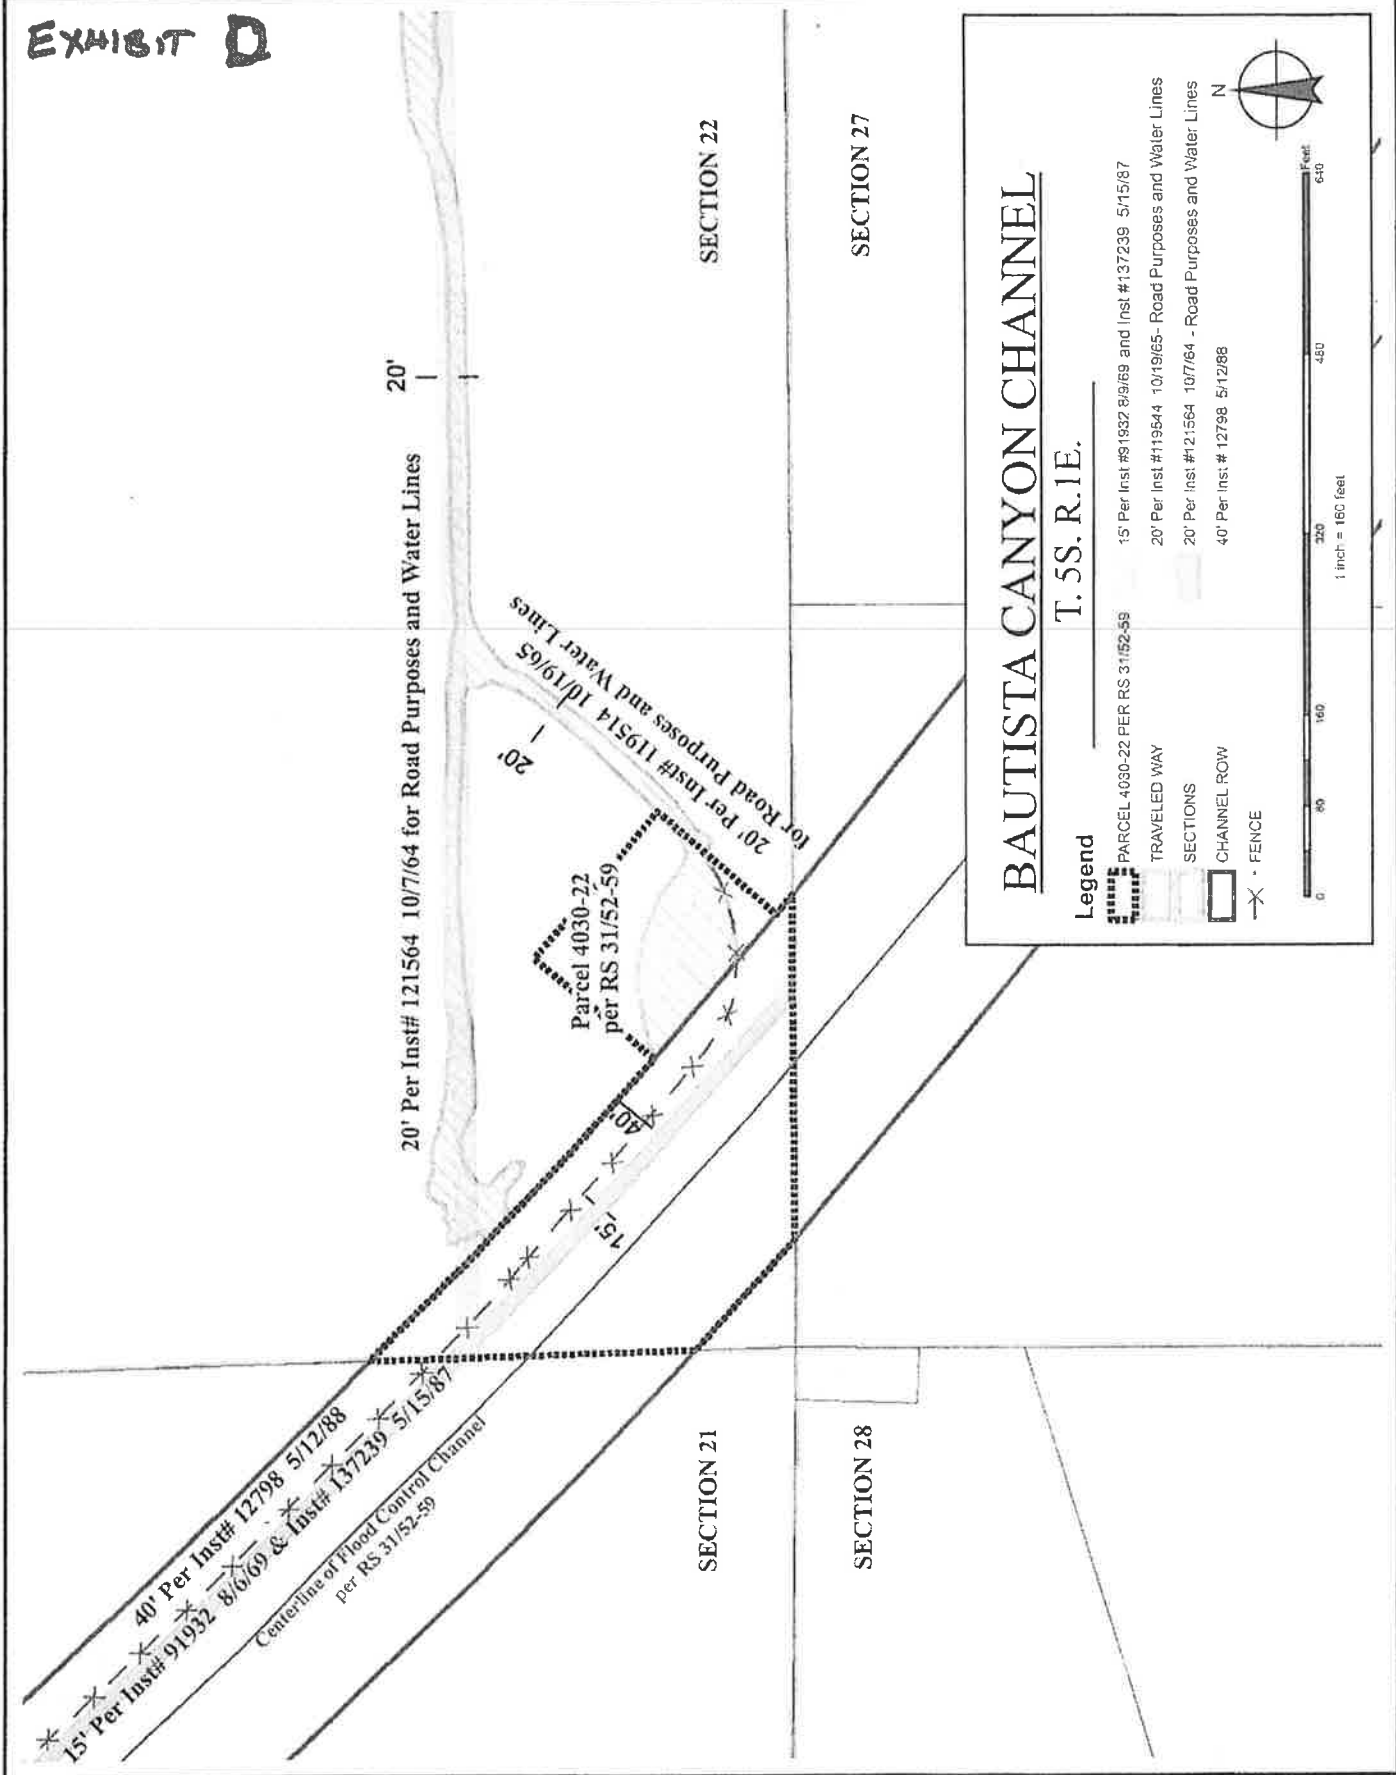 EXHIBIT D
20' Per Inst# 121564 10/7/64 for Road Purposes and Water Lines
20'
20'
20' Per Inst# 119514 10/19/65
for Road Purposes and Water Lines
Parcel 4030-22
per RS 31/52-59
40'
15'
40' Per Inst# 12798 5/12/88
15' Per Inst# 91932 8/6/69 & Inst# 137239 5/15/87
Centerline of Flood Control Channel
per RS 31/52-59
SECTION 22
SECTION 27
SECTION 21
SECTION 28
BAUTISTA CANYON CHANNEL
T. 5S. R.1E.
Legend
PARCEL 4030-22 PER RS 31/52-59
TRAVELED WAY
SECTIONS
CHANNEL ROW
FENCE
15' Per Inst #91932 8/9/69 and Inst #137239 5/15/87
20' Per Inst #119544 10/19/65- Road Purposes and Water Lines
20' Per Inst #121564 10/7/64 - Road Purposes and Water Lines
40' Per Inst # 12798 5/12/88
N
0 80 160 320 480 640
Feet
1 inch = 160 feet